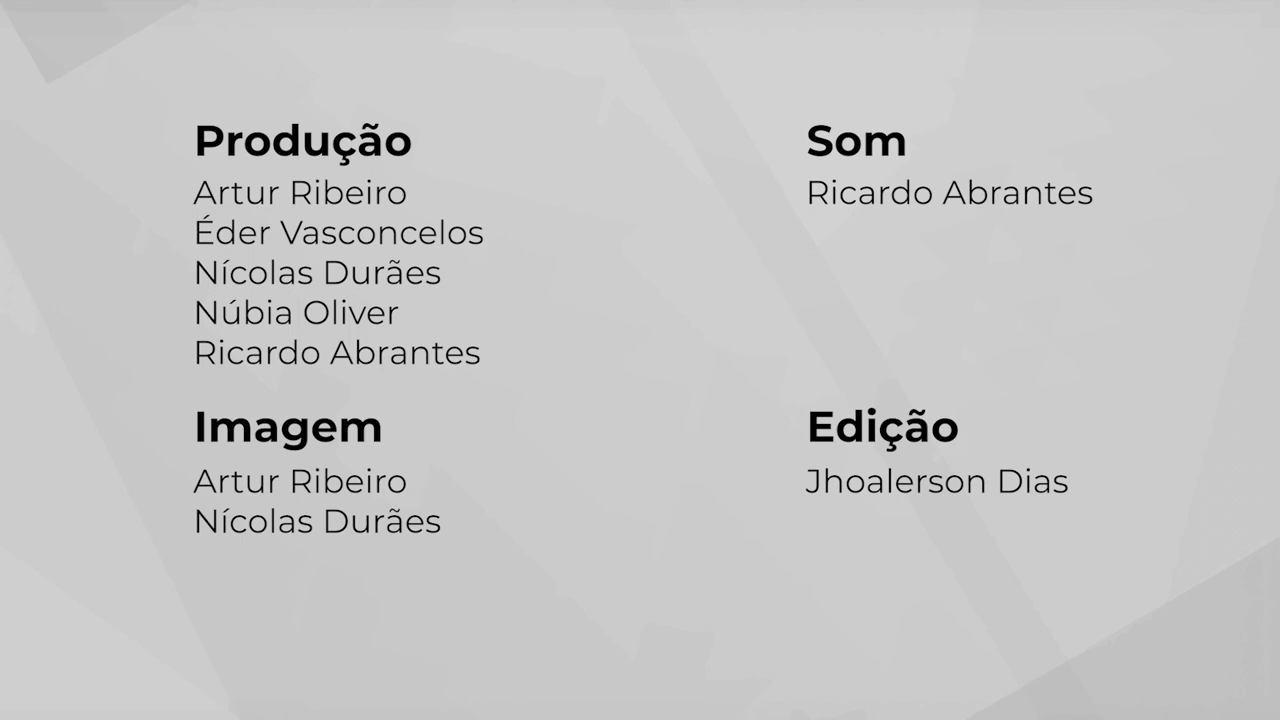 Produção
Artur Ribeiro
Éder Vasconcelos
Nícolas Durães
Núbia Oliver
Ricardo Abrantes
Som
Ricardo Abrantes
Imagem
Artur Ribeiro
Nícolas Durães
Edição
Jhoalerson Dias